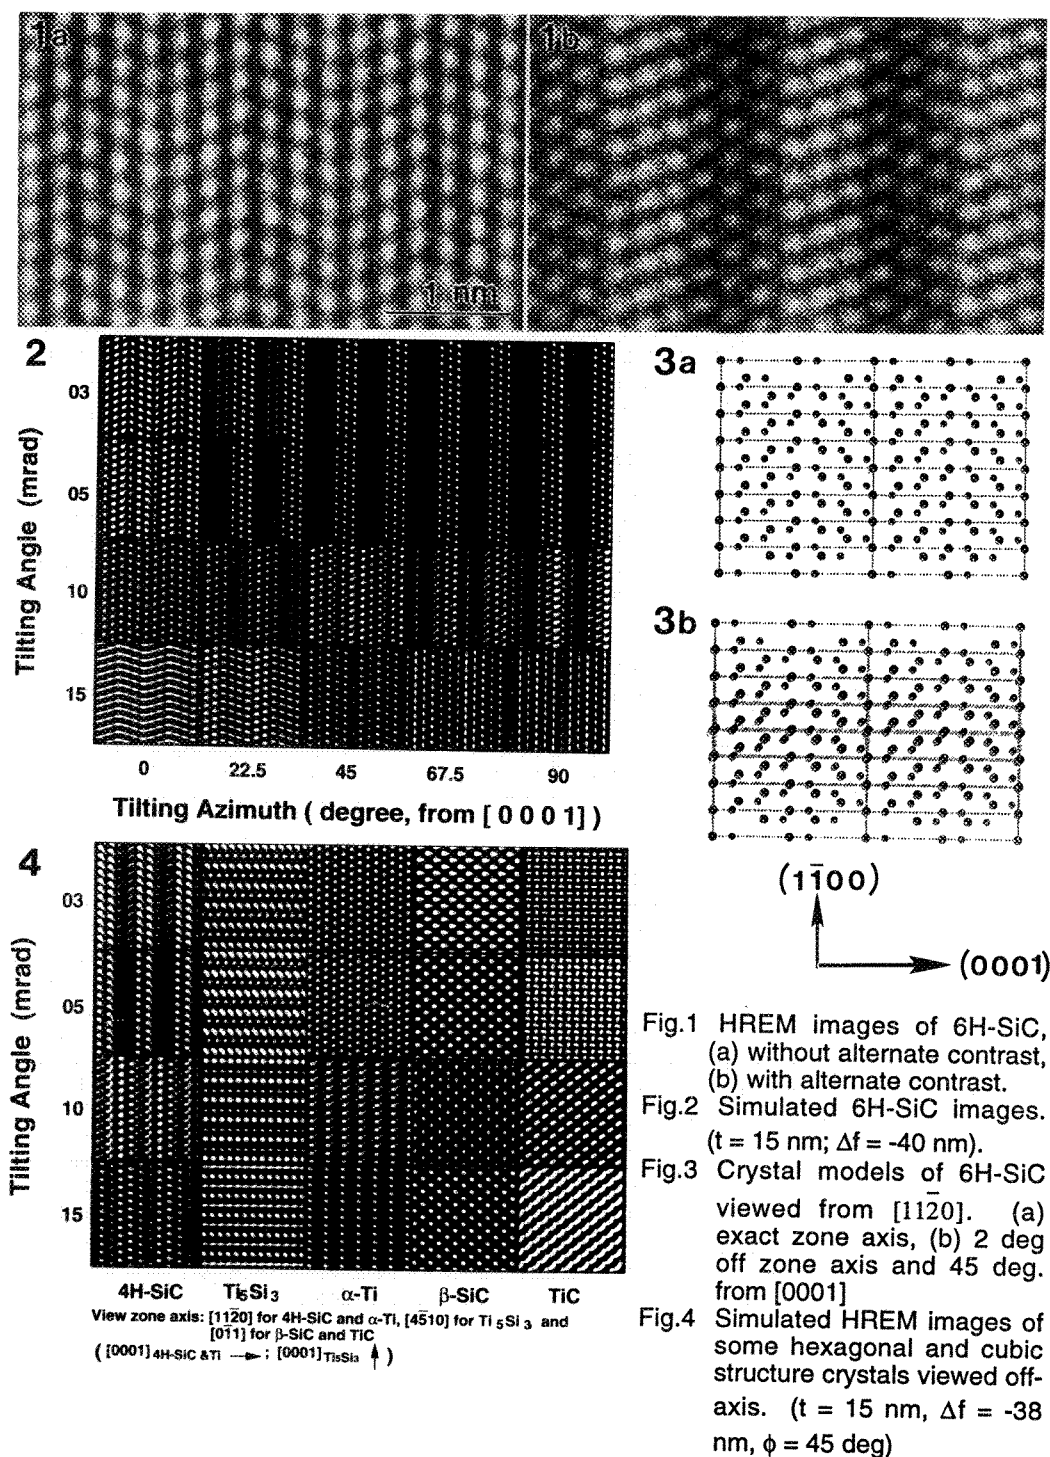 1a
1b
1 nm
2
Tilting Angle (mrad)
03
05
10
15
0 22.5 45 67.5 90
Tilting Azimuth ( degree, from [ 0 0 0 1] )
3a
3b
(11̅00)
(0001)
4
Tilting Angle (mrad)
03
05
10
15
4H-SiC Ti5Si3 α-Ti β-SiC TiC
View zone axis: [112̅0] for 4H-SiC and α-Ti, [45̅10] for Ti 5 Si 3 and
[01̅1] for β-SiC and TiC
( [0001] 4H-SiC &Ti → ; [0001] Ti5Si3 ↑ )
Fig.1 HREM images of 6H-SiC,
(a) without alternate contrast,
(b) with alternate contrast.
Fig.2 Simulated 6H-SiC images.
(t = 15 nm; Δf = -40 nm).
Fig.3 Crystal models of 6H-SiC
viewed from [112̅0]. (a)
exact zone axis, (b) 2 deg
off zone axis and 45 deg.
from [0001]
Fig.4 Simulated HREM images of
some hexagonal and cubic
structure crystals viewed off-
axis. (t = 15 nm, Δf = -38
nm, ϕ = 45 deg)